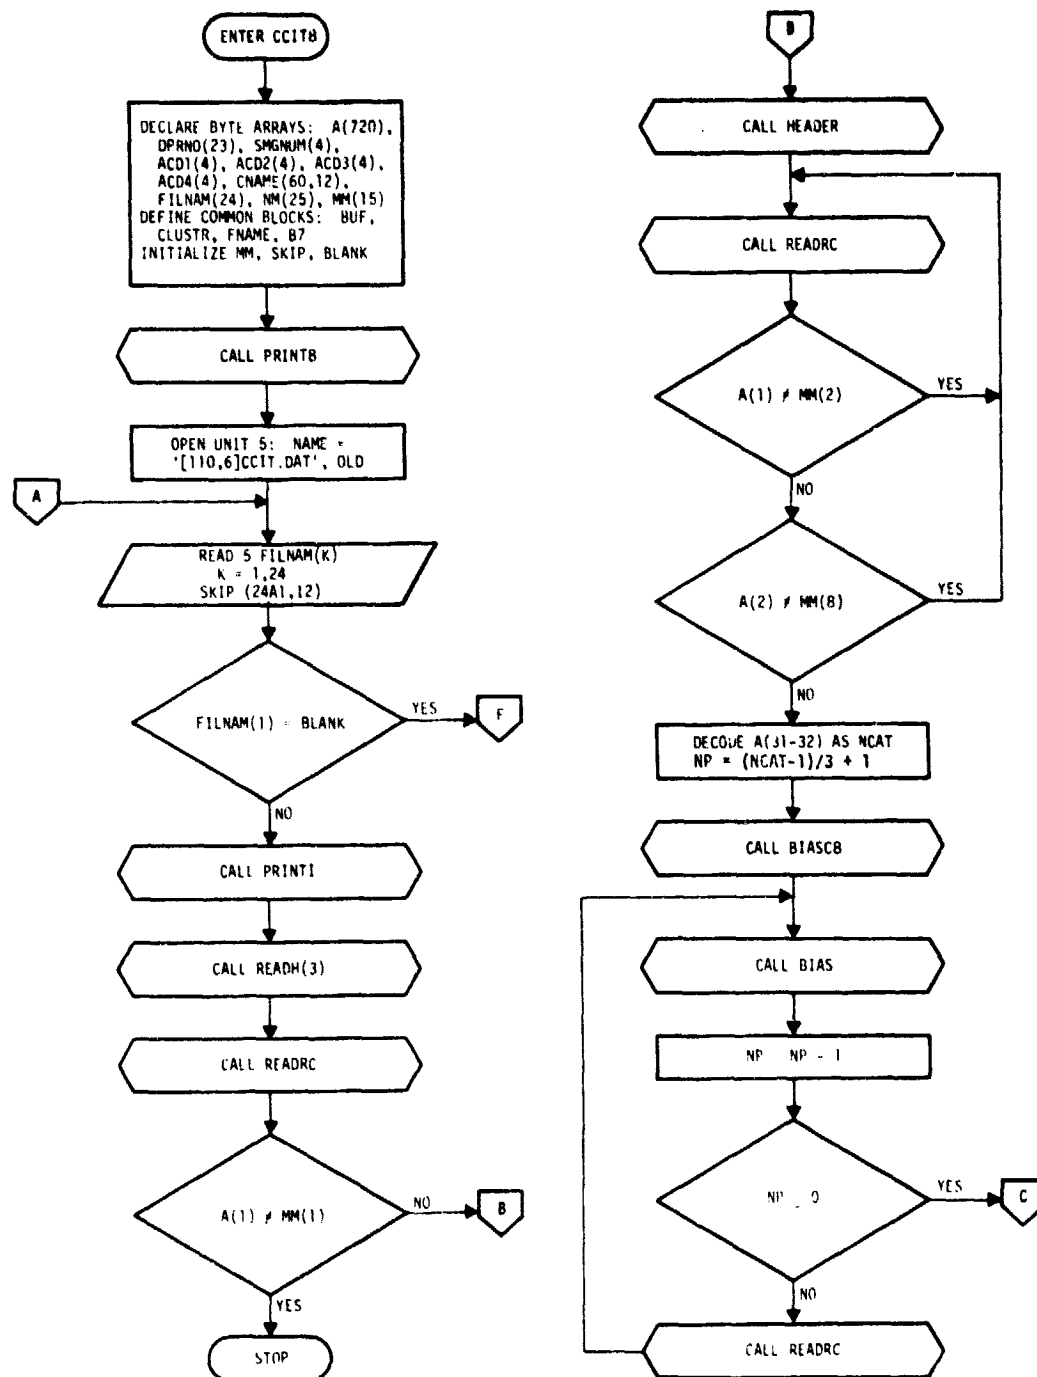 ENTER CCIT8
DECLARE BYTE ARRAYS: A(720),
DPRNO(23), SMGNUM(4),
ACD1(4), ACD2(4), ACD3(4),
ACD4(4), CNAME(60,12),
FILNAM(24), NM(25), MM(15)
DEFINE COMMON BLOCKS: BUF,
CLUSTR, FNAME, B7
INITIALIZE MM, SKIP, BLANK
CALL PRINT8
OPEN UNIT 5: NAME =
'[110,6]CCIT.DAT', OLD
A
READ 5 FILNAM(K)
K = 1,24
SKIP (24A1,12)
FILNAM(1) = BLANK
YES
F
NO
CALL PRINTI
CALL READH(3)
CALL READRC
A(1) ≠ MM(1)
NO
B
YES
STOP
B
CALL HEADER
CALL READRC
A(1) ≠ MM(2)
YES
NO
A(2) ≠ MM(8)
YES
NO
DECODE A(31-32) AS NCAT
NP = (NCAT-1)/3 + 1
CALL BIASC8
CALL BIAS
NP NP - 1
NP 0
YES
C
NO
CALL READRC